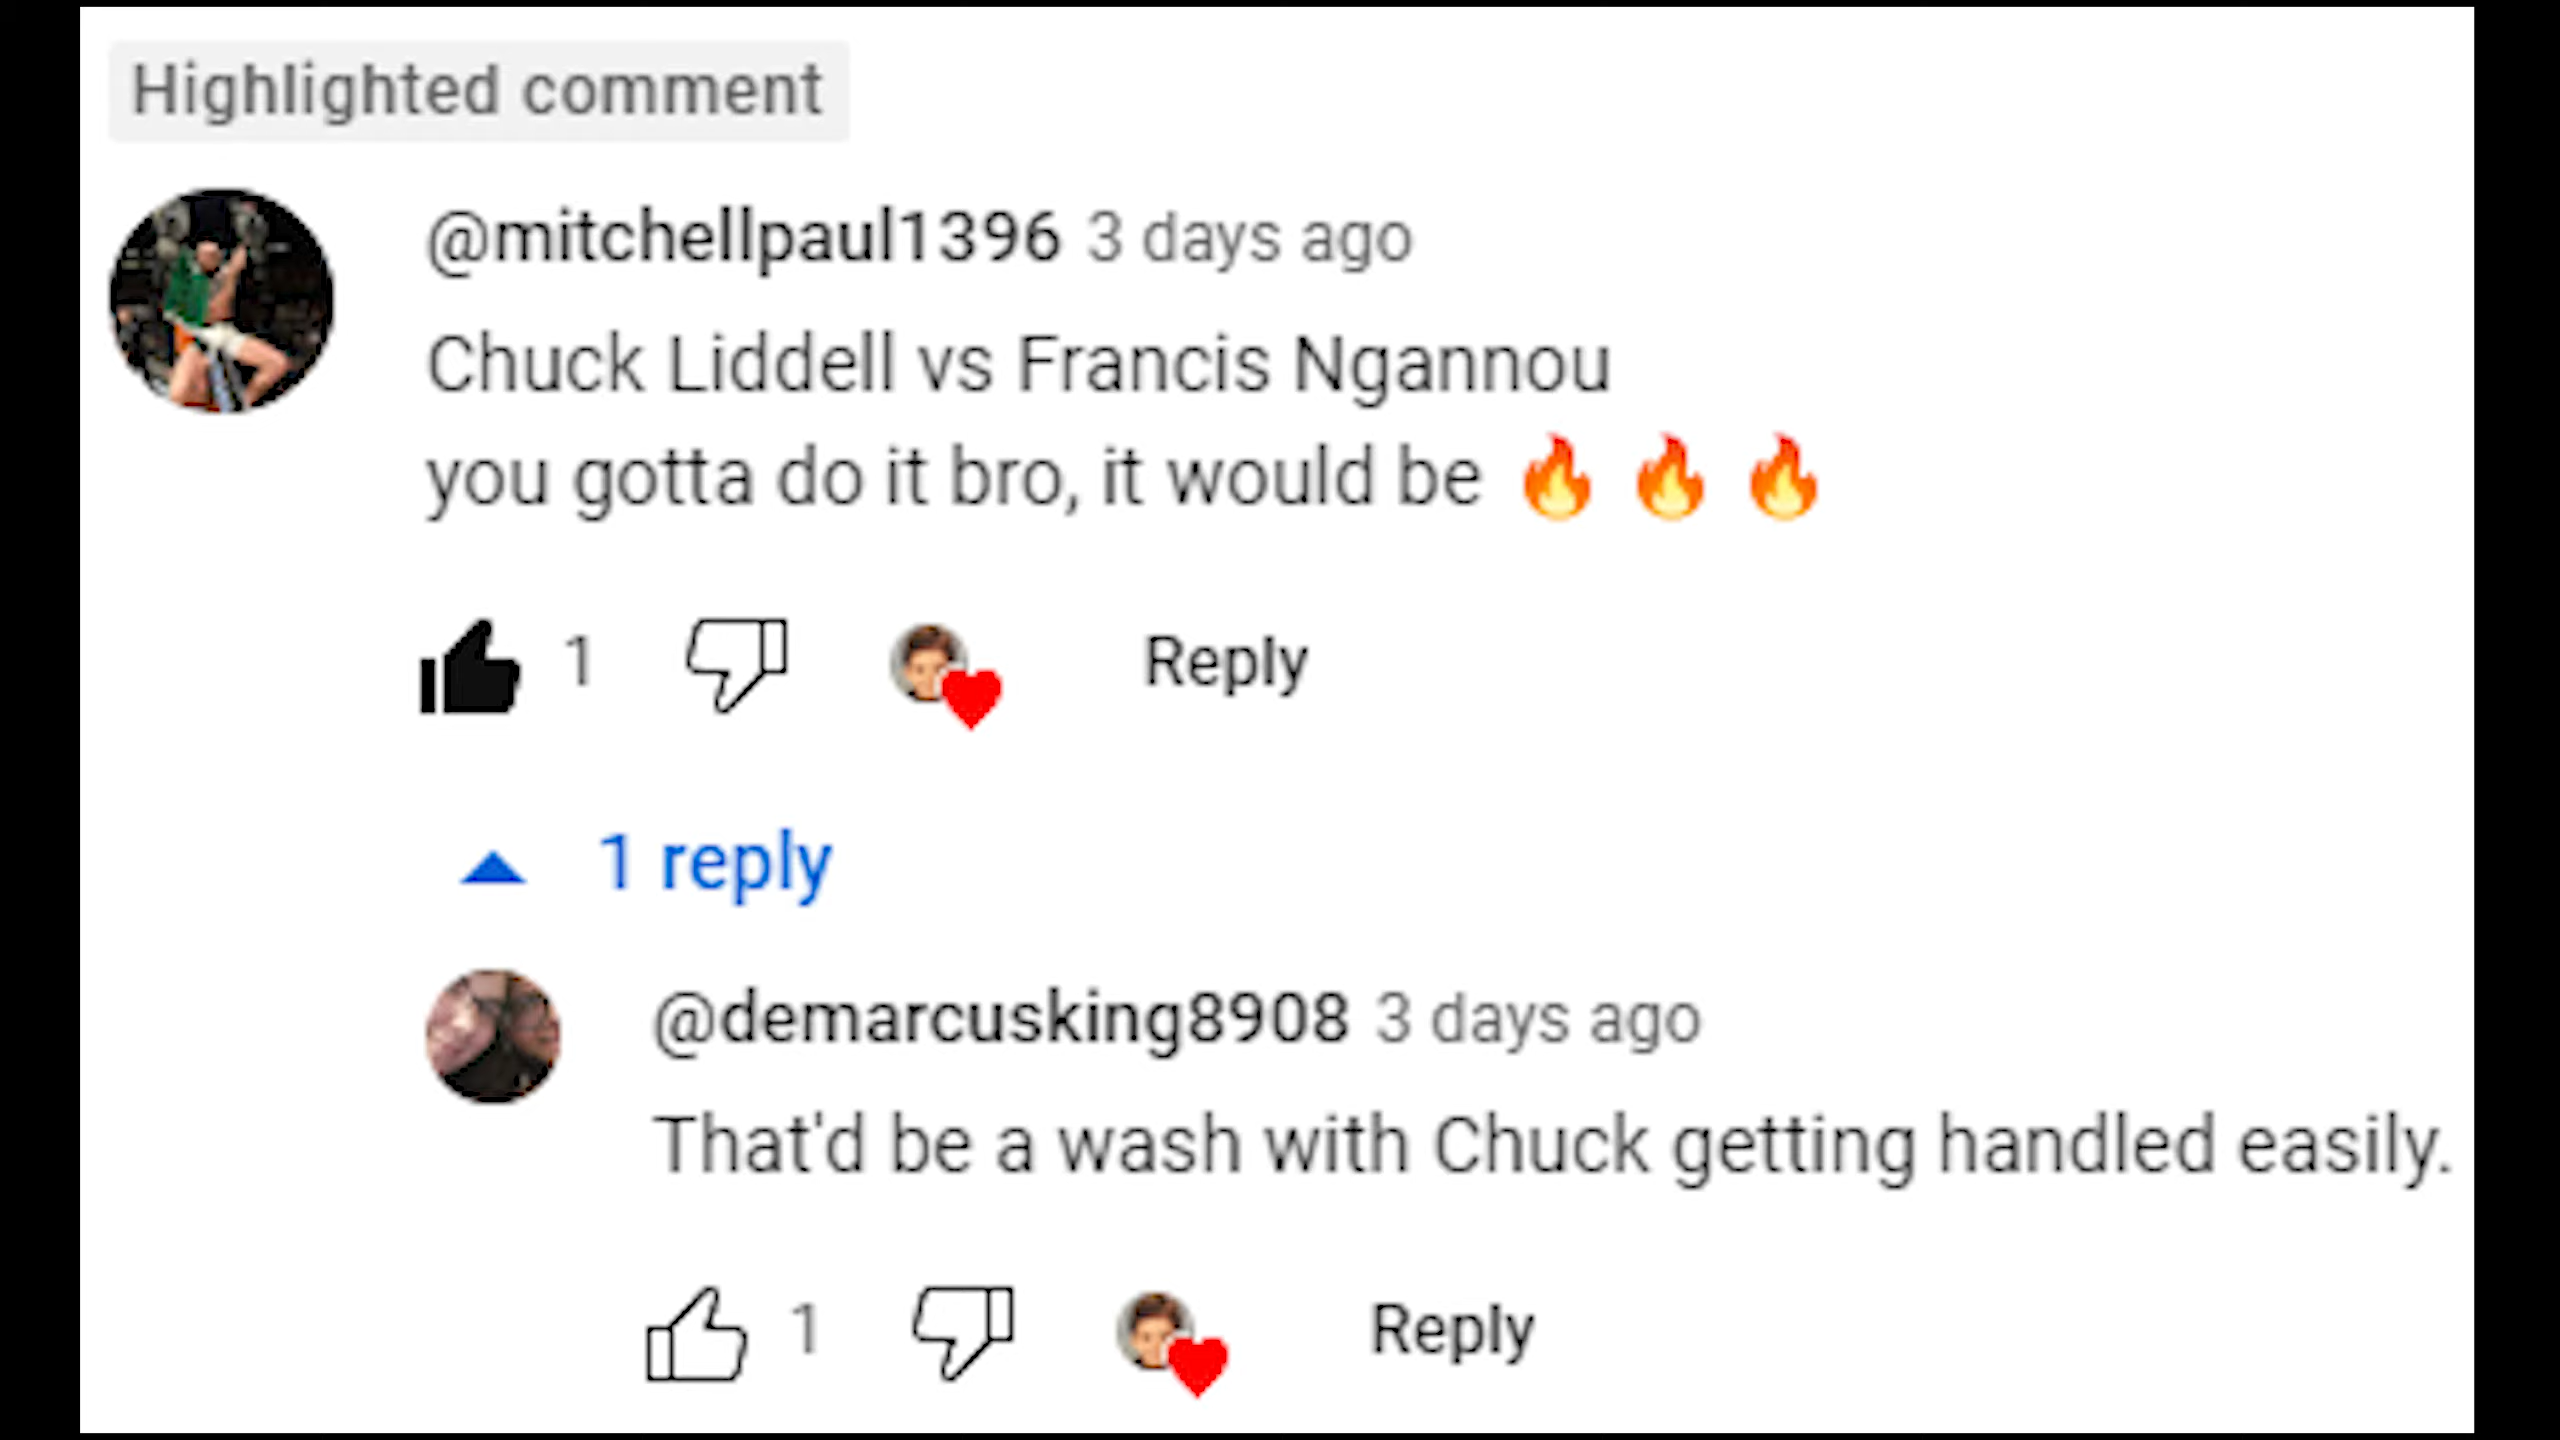 Highlighted comment
@mitchellpaul1396 3 days ago
Chuck Liddell vs Francis Ngannou
you gotta do it bro, it would be 🔥 🔥 🔥
1 Reply
1 reply
@demarcusking8908 3 days ago
That'd be a wash with Chuck getting handled easily.
1 Reply